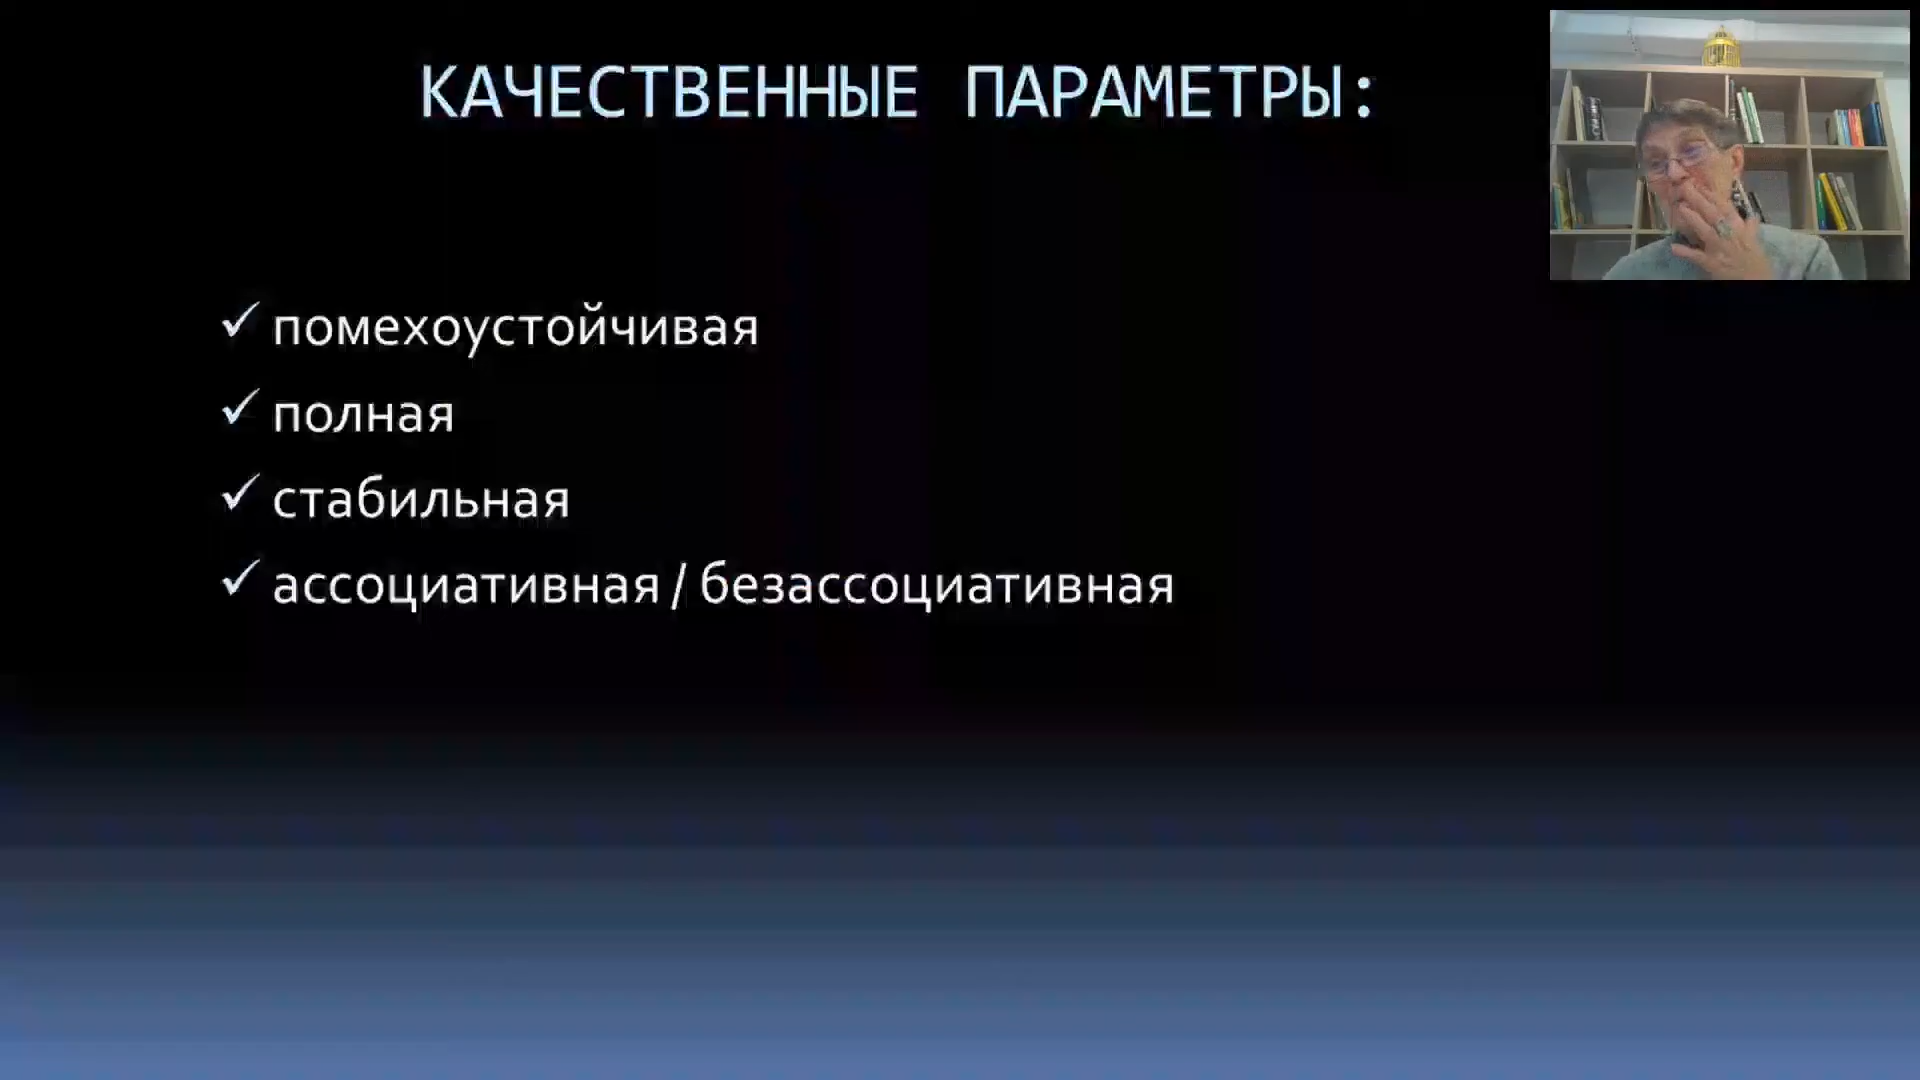 КАЧЕСТВЕННЫЕ ПАРАМЕТРЫ:
✓ помехоустойчивая
✓ полная
✓ стабильная
✓ ассоциативная / безассоциативная